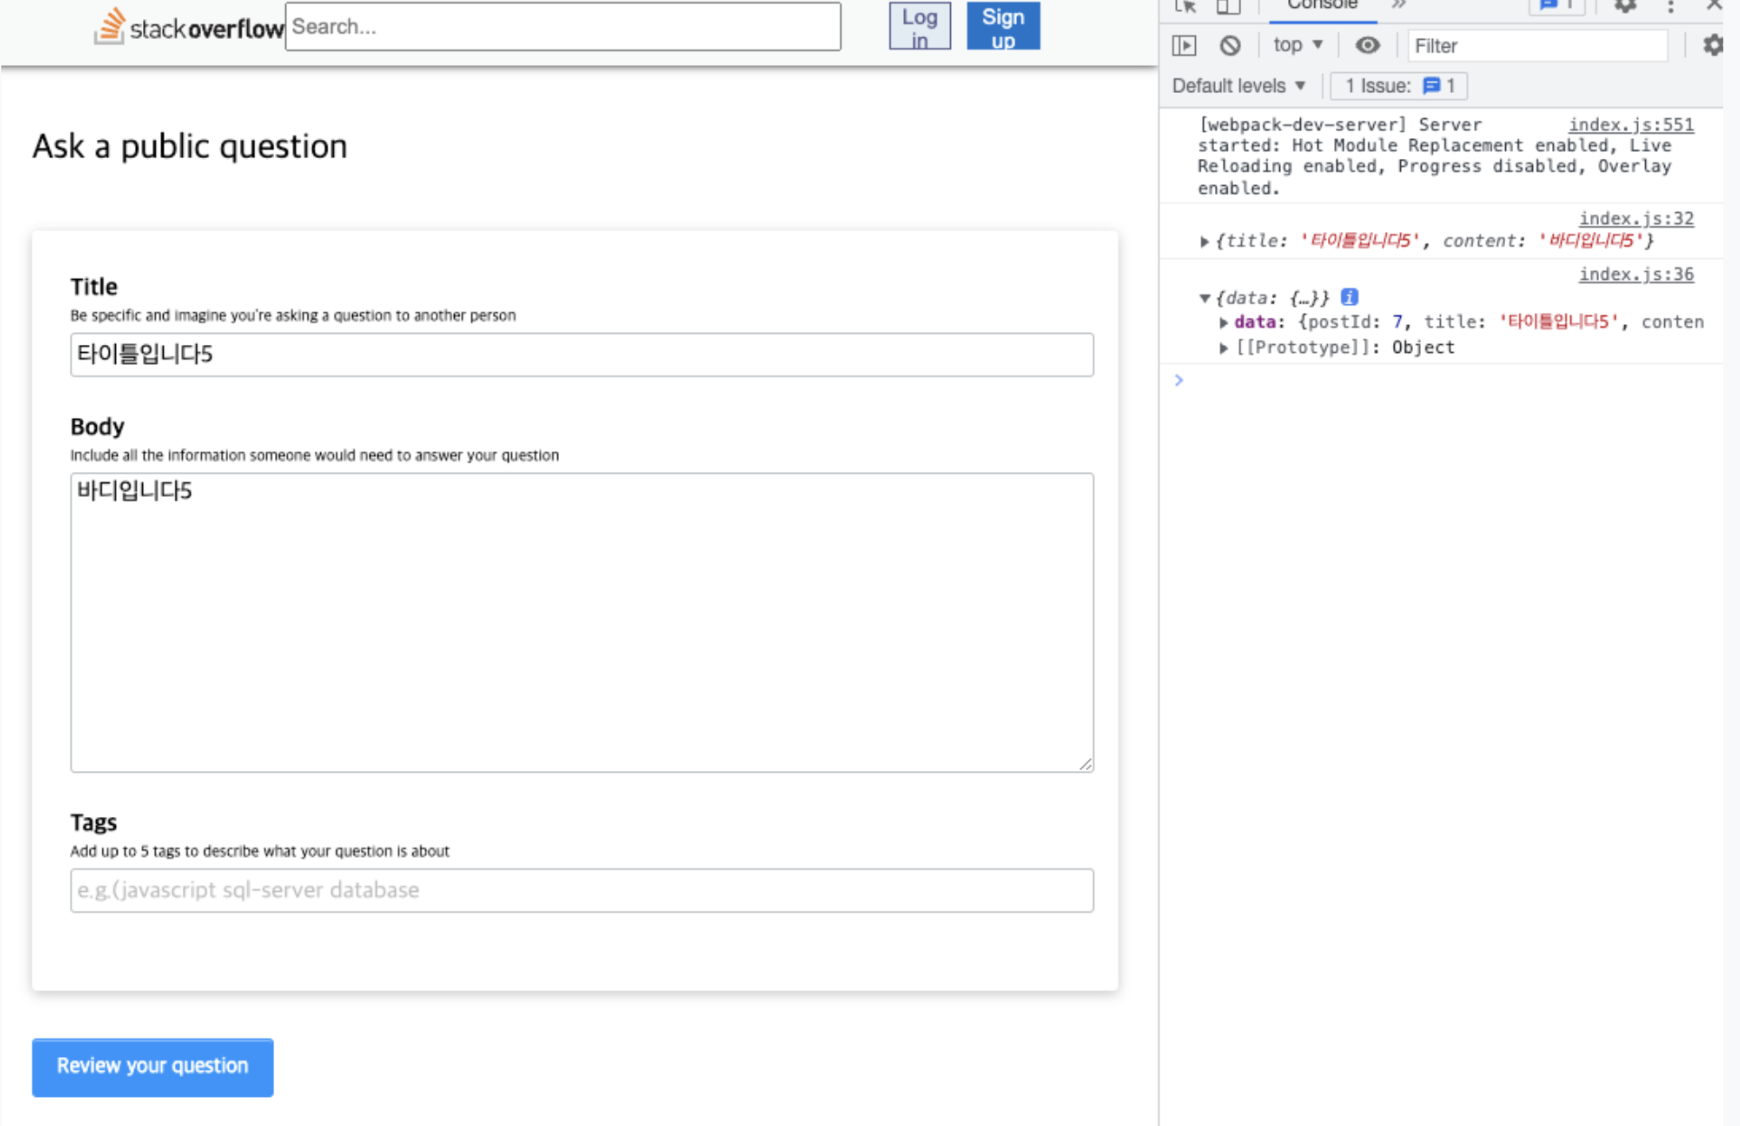 stackoverflow Search... Log in Sign up
Ask a public question
Title
Be specific and imagine you're asking a question to another person
타이틀입니다5
Body
Include all the information someone would need to answer your question
바디입니다5
Tags
Add up to 5 tags to describe what your question is about
e.g.(javascript sql-server database
Review your question
Console » 1
top ▼ Filter
Default levels ▼ 1 Issue: 1
[webpack-dev-server] Server index.js:551
started: Hot Module Replacement enabled, Live
Reloading enabled, Progress disabled, Overlay
enabled.
index.js:32
{title: '타이틀입니다5', content: '바디입니다5'}
index.js:36
{data: {…}} i
data: {postId: 7, title: '타이틀입니다5', conten
[[Prototype]]: Object